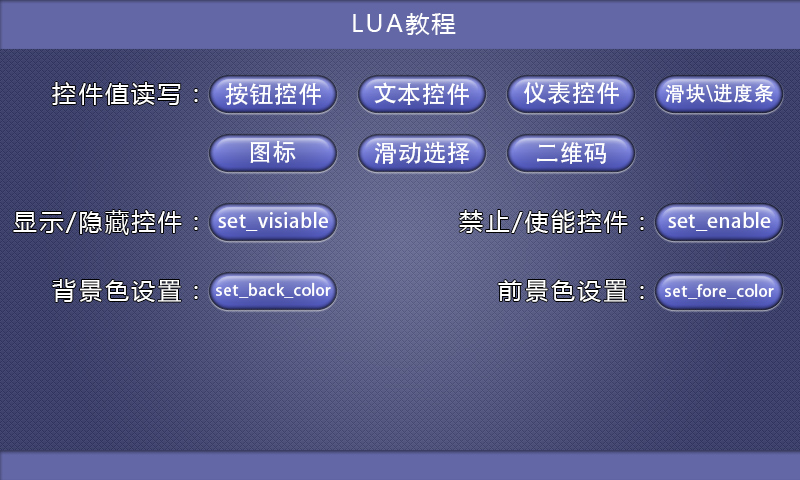 LUA教程
控件值读写： 按钮控件 文本控件 仪表控件 滑块\进度条
图标 滑动选择 二维码
显示/隐藏控件： set_visiable 禁止/使能控件： set_enable
背景色设置： set_back_color 前景色设置： set_fore_color